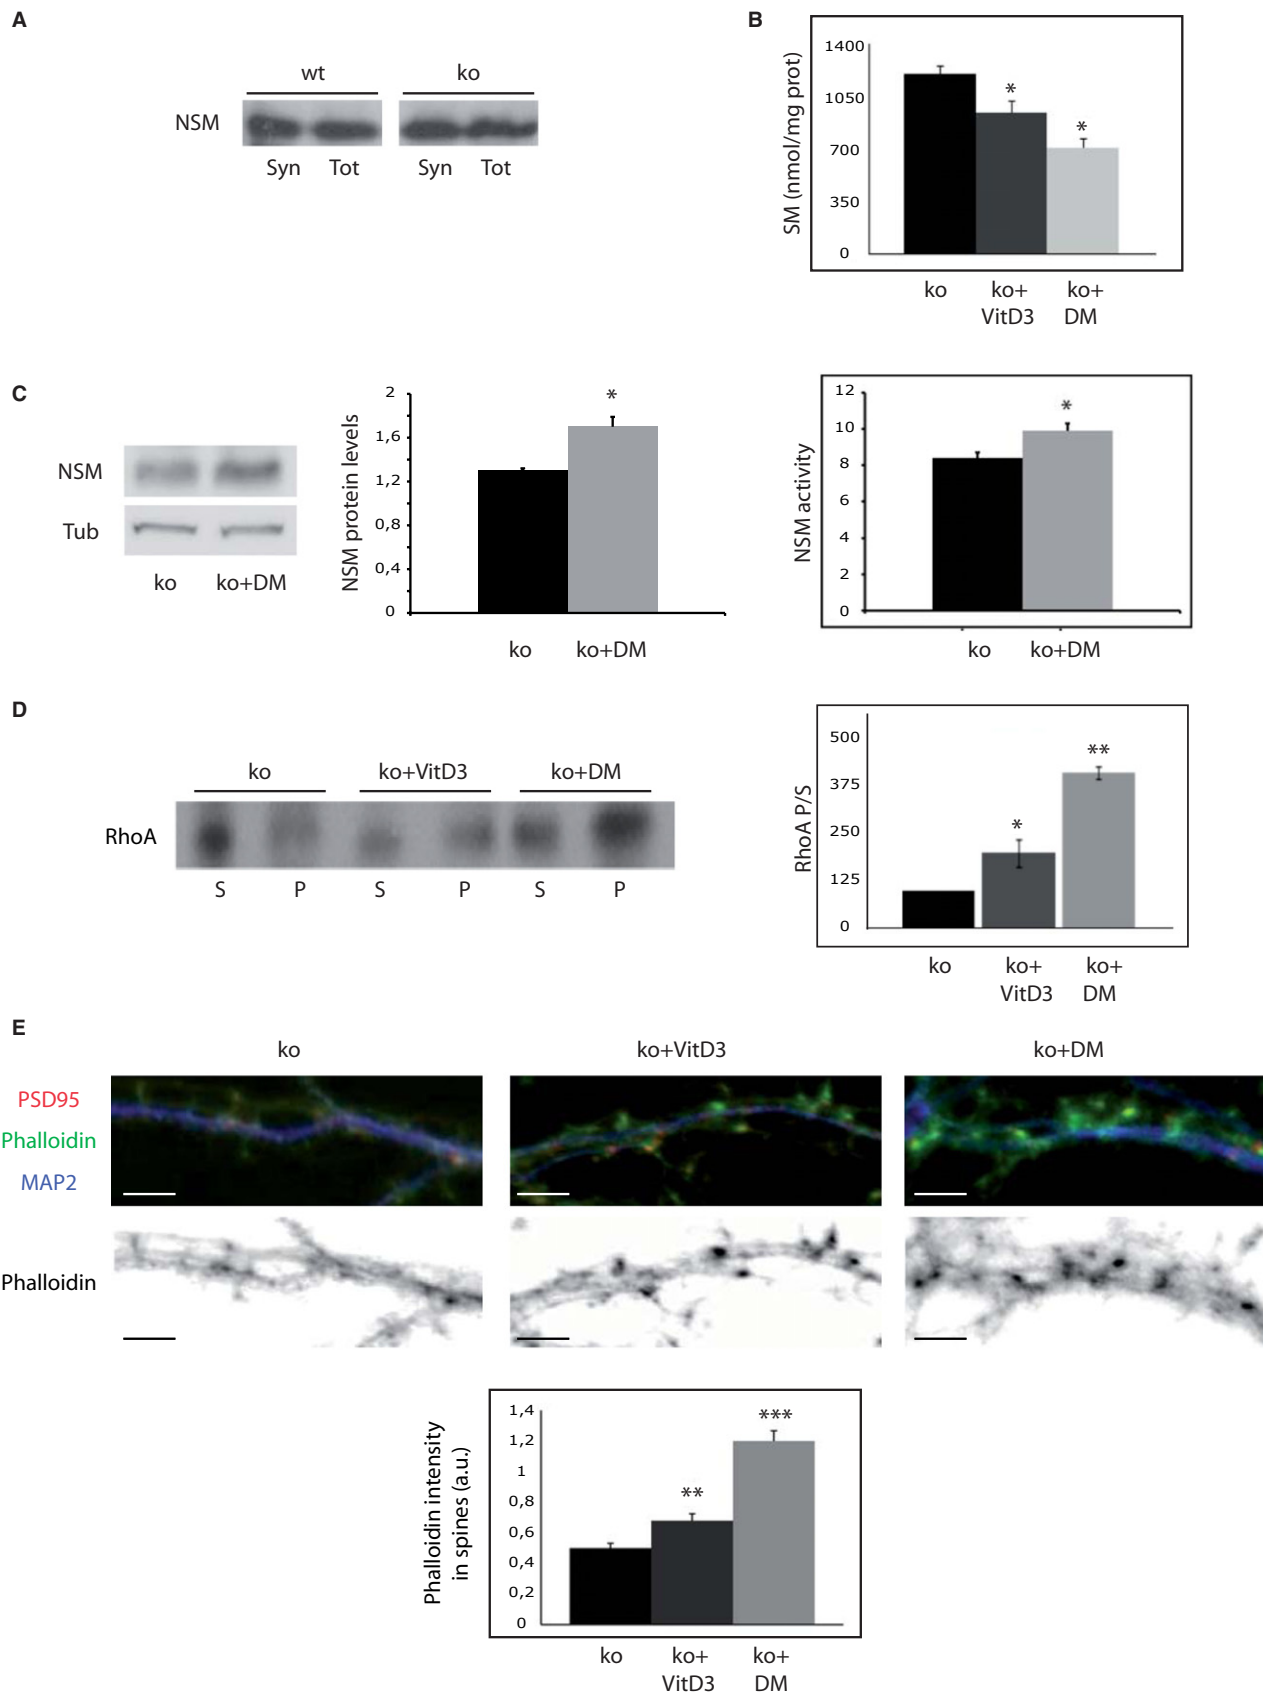 A
wt ko
NSM
Syn Tot Syn Tot
B
SM (nmol/mg prot)
1400
1050
700
350
0
*
*
ko ko+ VitD3 ko+ DM
C
NSM
Tub
ko ko+DM
NSM protein levels
2
1,6
1,2
0,8
0,4
0
*
ko ko+DM
NSM activity
12
10
8
6
4
2
0
*
ko ko+DM
D
ko ko+VitD3 ko+DM
RhoA
S P S P S P
RhoA P/S
500
375
250
125
0
*
**
ko ko+ VitD3 ko+ DM
E
ko ko+VitD3 ko+DM
PSD95
Phalloidin
MAP2
Phalloidin
Phalloidin intensity
in spines (a.u.)
1,4
1,2
1
0,8
0,6
0,4
0,2
0
**
***
ko ko+ VitD3 ko+ DM